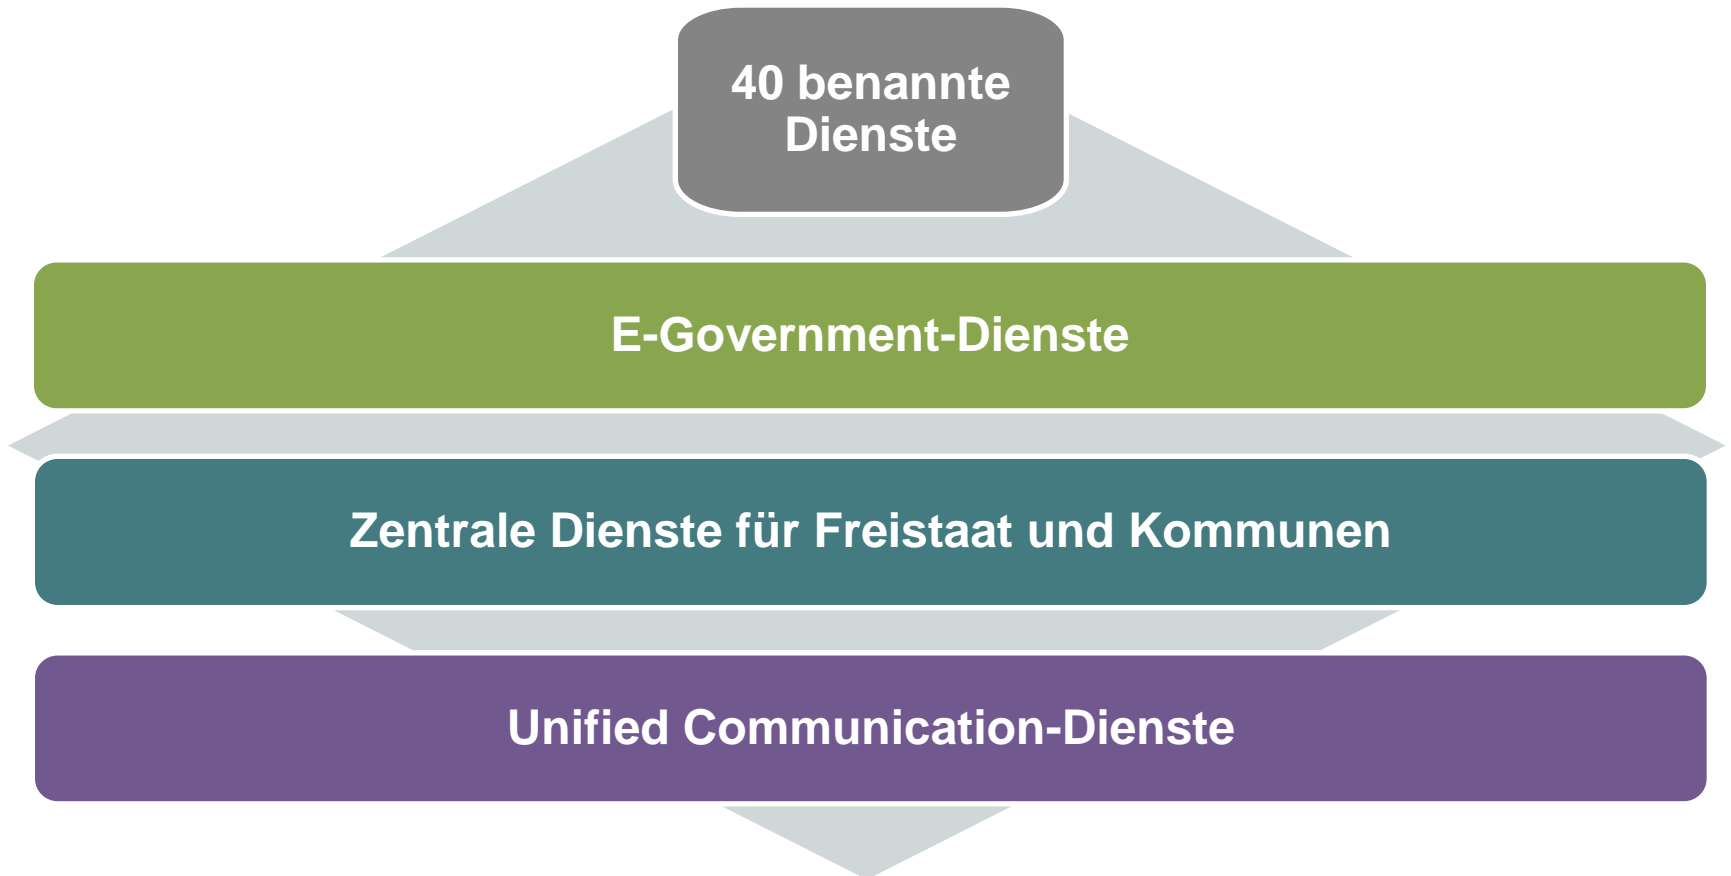 40 benannte
Dienste
E-Government-Dienste
Zentrale Dienste für Freistaat und Kommunen
Unified Communication-Dienste